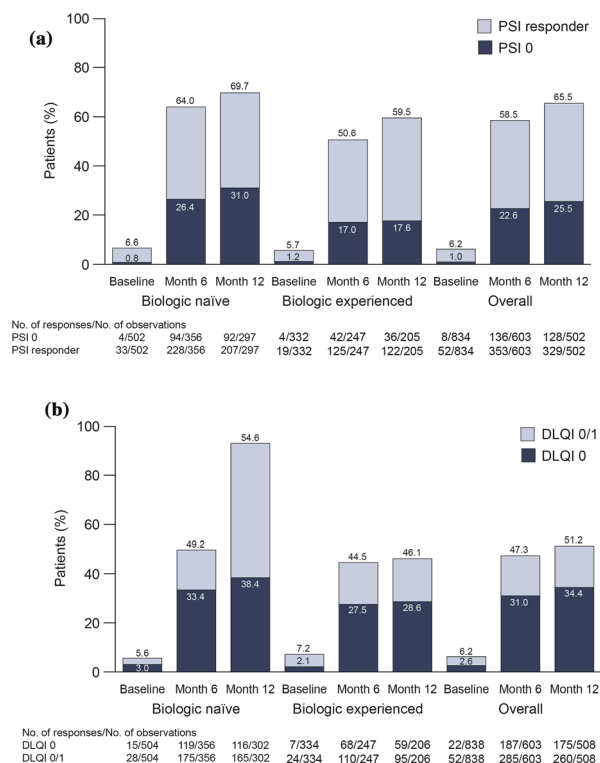 (a)
PSI responder
PSI 0
Patients (%)
100
80
60
40
20
0
6.6
0.8
64.0
26.4
69.7
31.0
5.7
1.2
50.6
17.0
59.5
17.6
6.2
1.0
58.5
22.6
65.5
25.5
Baseline Month 6 Month 12 Baseline Month 6 Month 12 Baseline Month 6 Month 12
Biologic naïve Biologic experienced Overall
No. of responses/No. of observations
PSI 0 4/502 94/356 92/297 4/332 42/247 36/205 8/834 136/603 128/502
PSI responder 33/502 228/356 207/297 19/332 125/247 122/205 52/834 353/603 329/502
(b)
DLQI 0/1
DLQI 0
Patients (%)
100
80
60
40
20
0
5.6
3.0
49.2
33.4
54.6
38.4
7.2
2.1
44.5
27.5
46.1
28.6
6.2
2.6
47.3
31.0
51.2
34.4
Baseline Month 6 Month 12 Baseline Month 6 Month 12 Baseline Month 6 Month 12
Biologic naïve Biologic experienced Overall
No. of responses/No. of observations
DLQI 0 15/504 119/356 116/302 7/334 68/247 59/206 22/838 187/603 175/508
DLQI 0/1 28/504 175/356 165/302 24/334 110/247 95/206 52/838 285/603 260/508